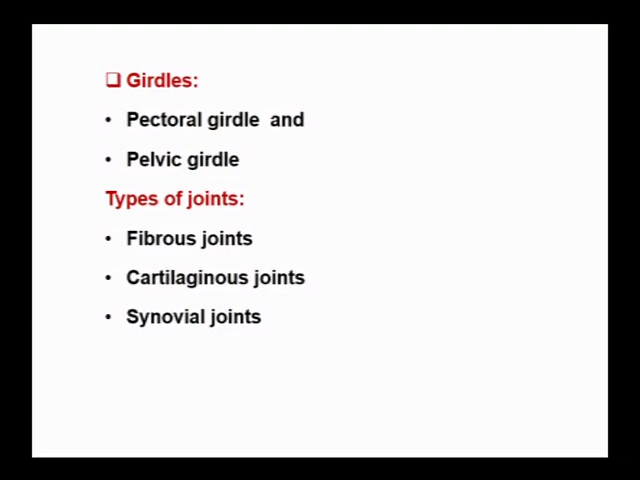 ❑ Girdles:
• Pectoral girdle and
• Pelvic girdle
Types of joints:
• Fibrous joints
• Cartilaginous joints
• Synovial joints